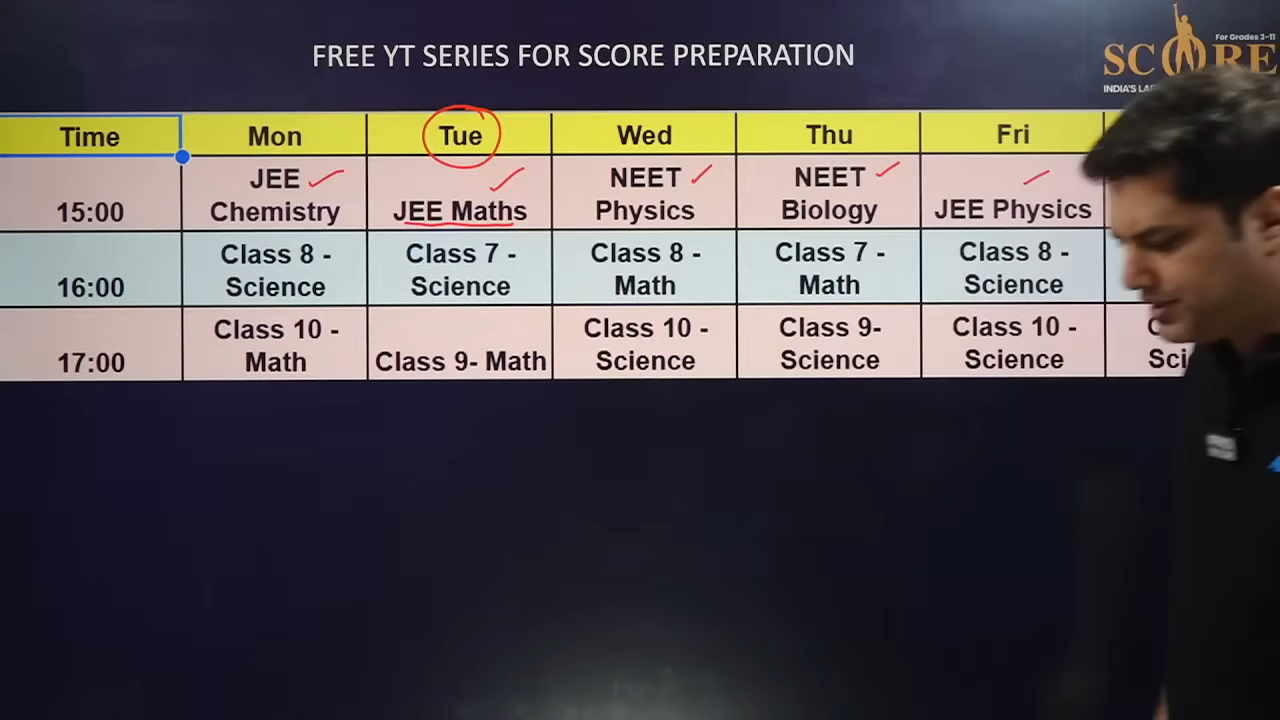 FREE YT SERIES FOR SCORE PREPARATION
For Grades 3-11
SCORE
Time Mon Tue Wed Thu Fri
15:00 JEE Chemistry JEE Maths NEET Physics NEET Biology JEE Physics
16:00 Class 8 - Science Class 7 - Science Class 8 - Math Class 7 - Math Class 8 - Science
17:00 Class 10 - Math Class 9- Math Class 10 - Science Class 9- Science Class 10 - Science